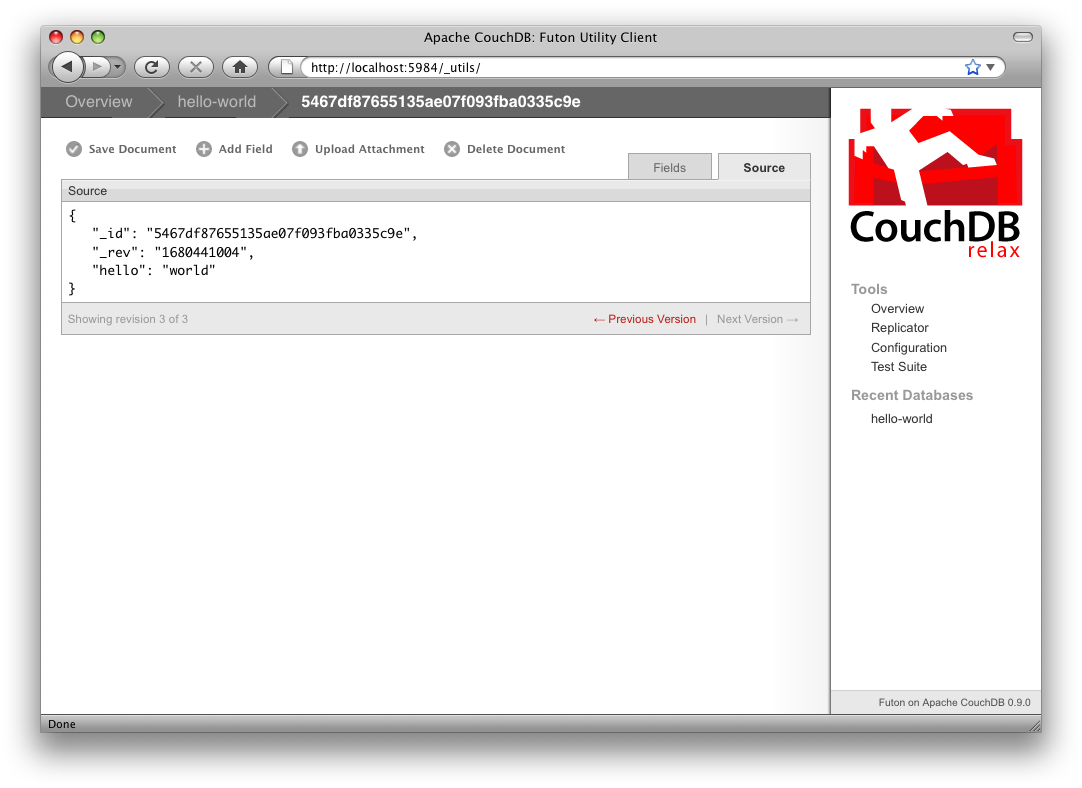 Apache CouchDB: Futon Utility Client
http://localhost:5984/_utils/
Overview hello-world 5467df87655135ae07f093fba0335c9e
Save Document Add Field Upload Attachment Delete Document
Fields Source
Source
{
"_id": "5467df87655135ae07f093fba0335c9e",
"_rev": "1680441004",
"hello": "world"
}
Showing revision 3 of 3 ← Previous Version | Next Version →
CouchDB
relax
Tools
Overview
Replicator
Configuration
Test Suite
Recent Databases
hello-world
Futon on Apache CouchDB 0.9.0
Done